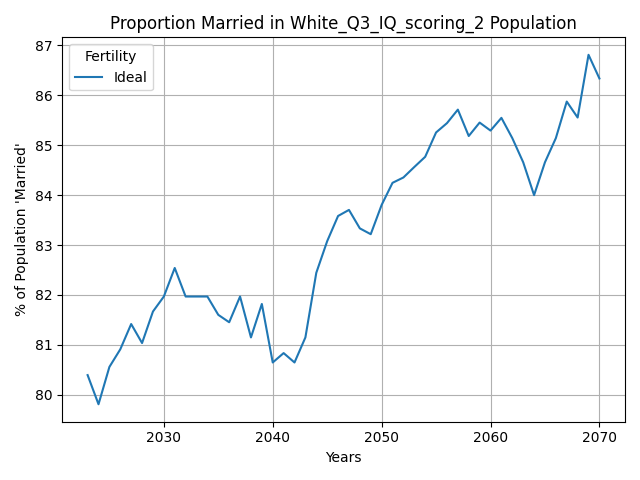 Proportion Married in White_Q3_IQ_scoring_2 Population
Fertility
Ideal
% of Population 'Married'
87
86
85
84
83
82
81
80
2030
2040
2050
2060
2070
Years